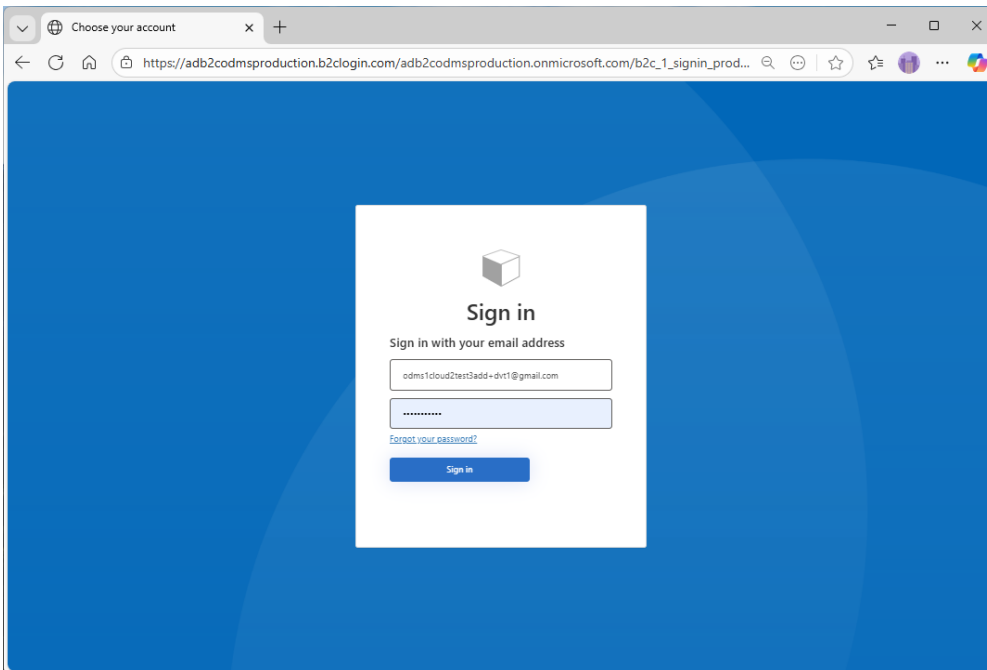 Choose your account
https://adb2codmsproduction.b2clogin.com/adb2codmsproduction.onmicrosoft.com/b2c_1_signin_prod...
Sign in
Sign in with your email address
odms1cloud2test3add+dvt1@gmail.com
Forgot your password?
Sign in